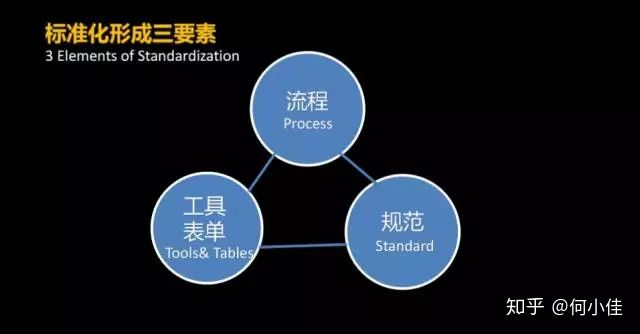 标准化形成三要素
3 Elements of Standardization
流程
Process
工具
表单
Tools& Tables
规范
Standard
知乎 @何小佳